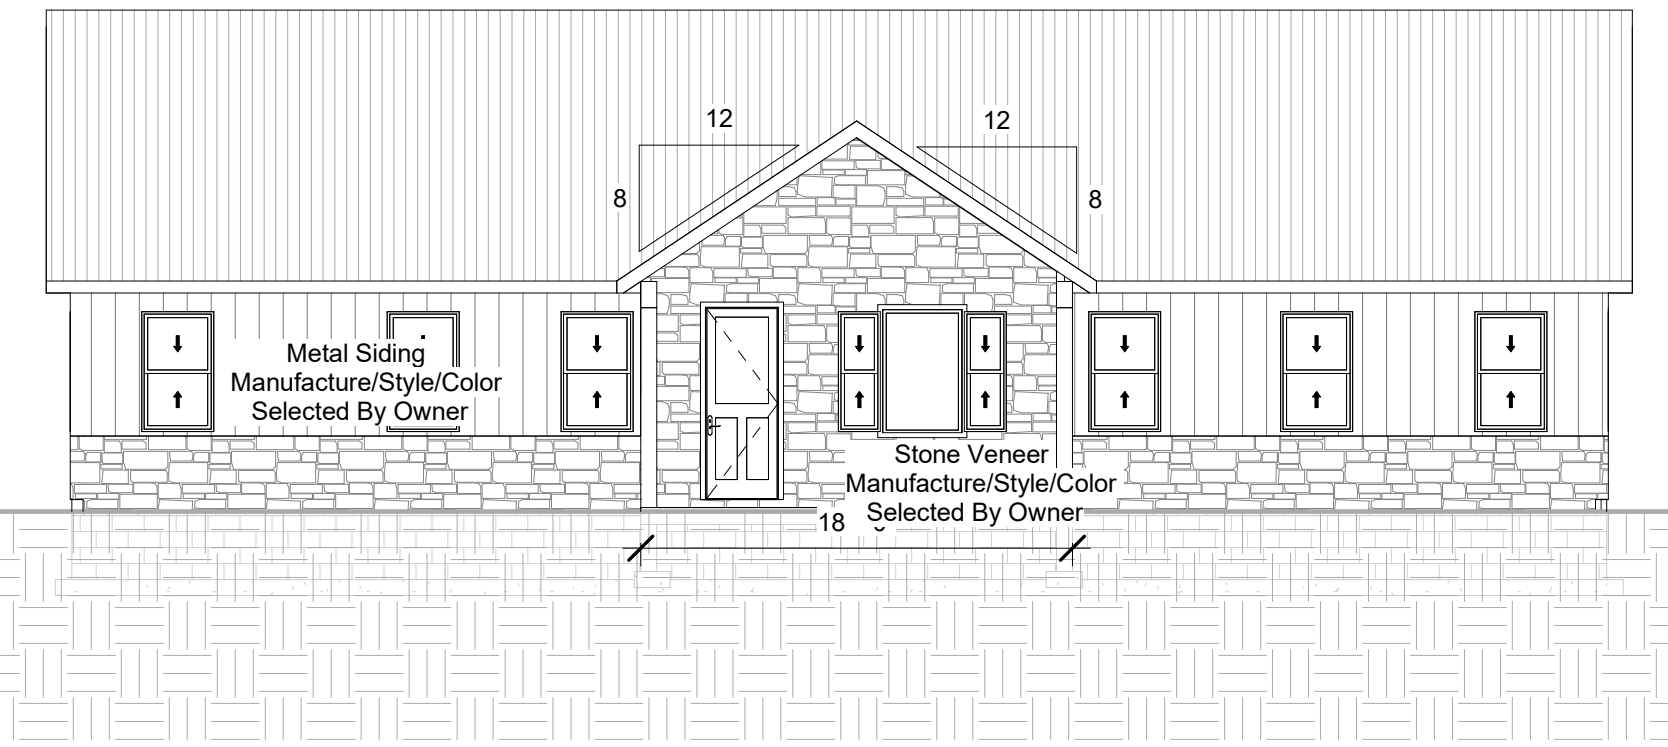 12
12
8
8
Metal Siding
Manufacture/Style/Color
Selected By Owner
Stone Veneer
Manufacture/Style/Color
Selected By Owner
18